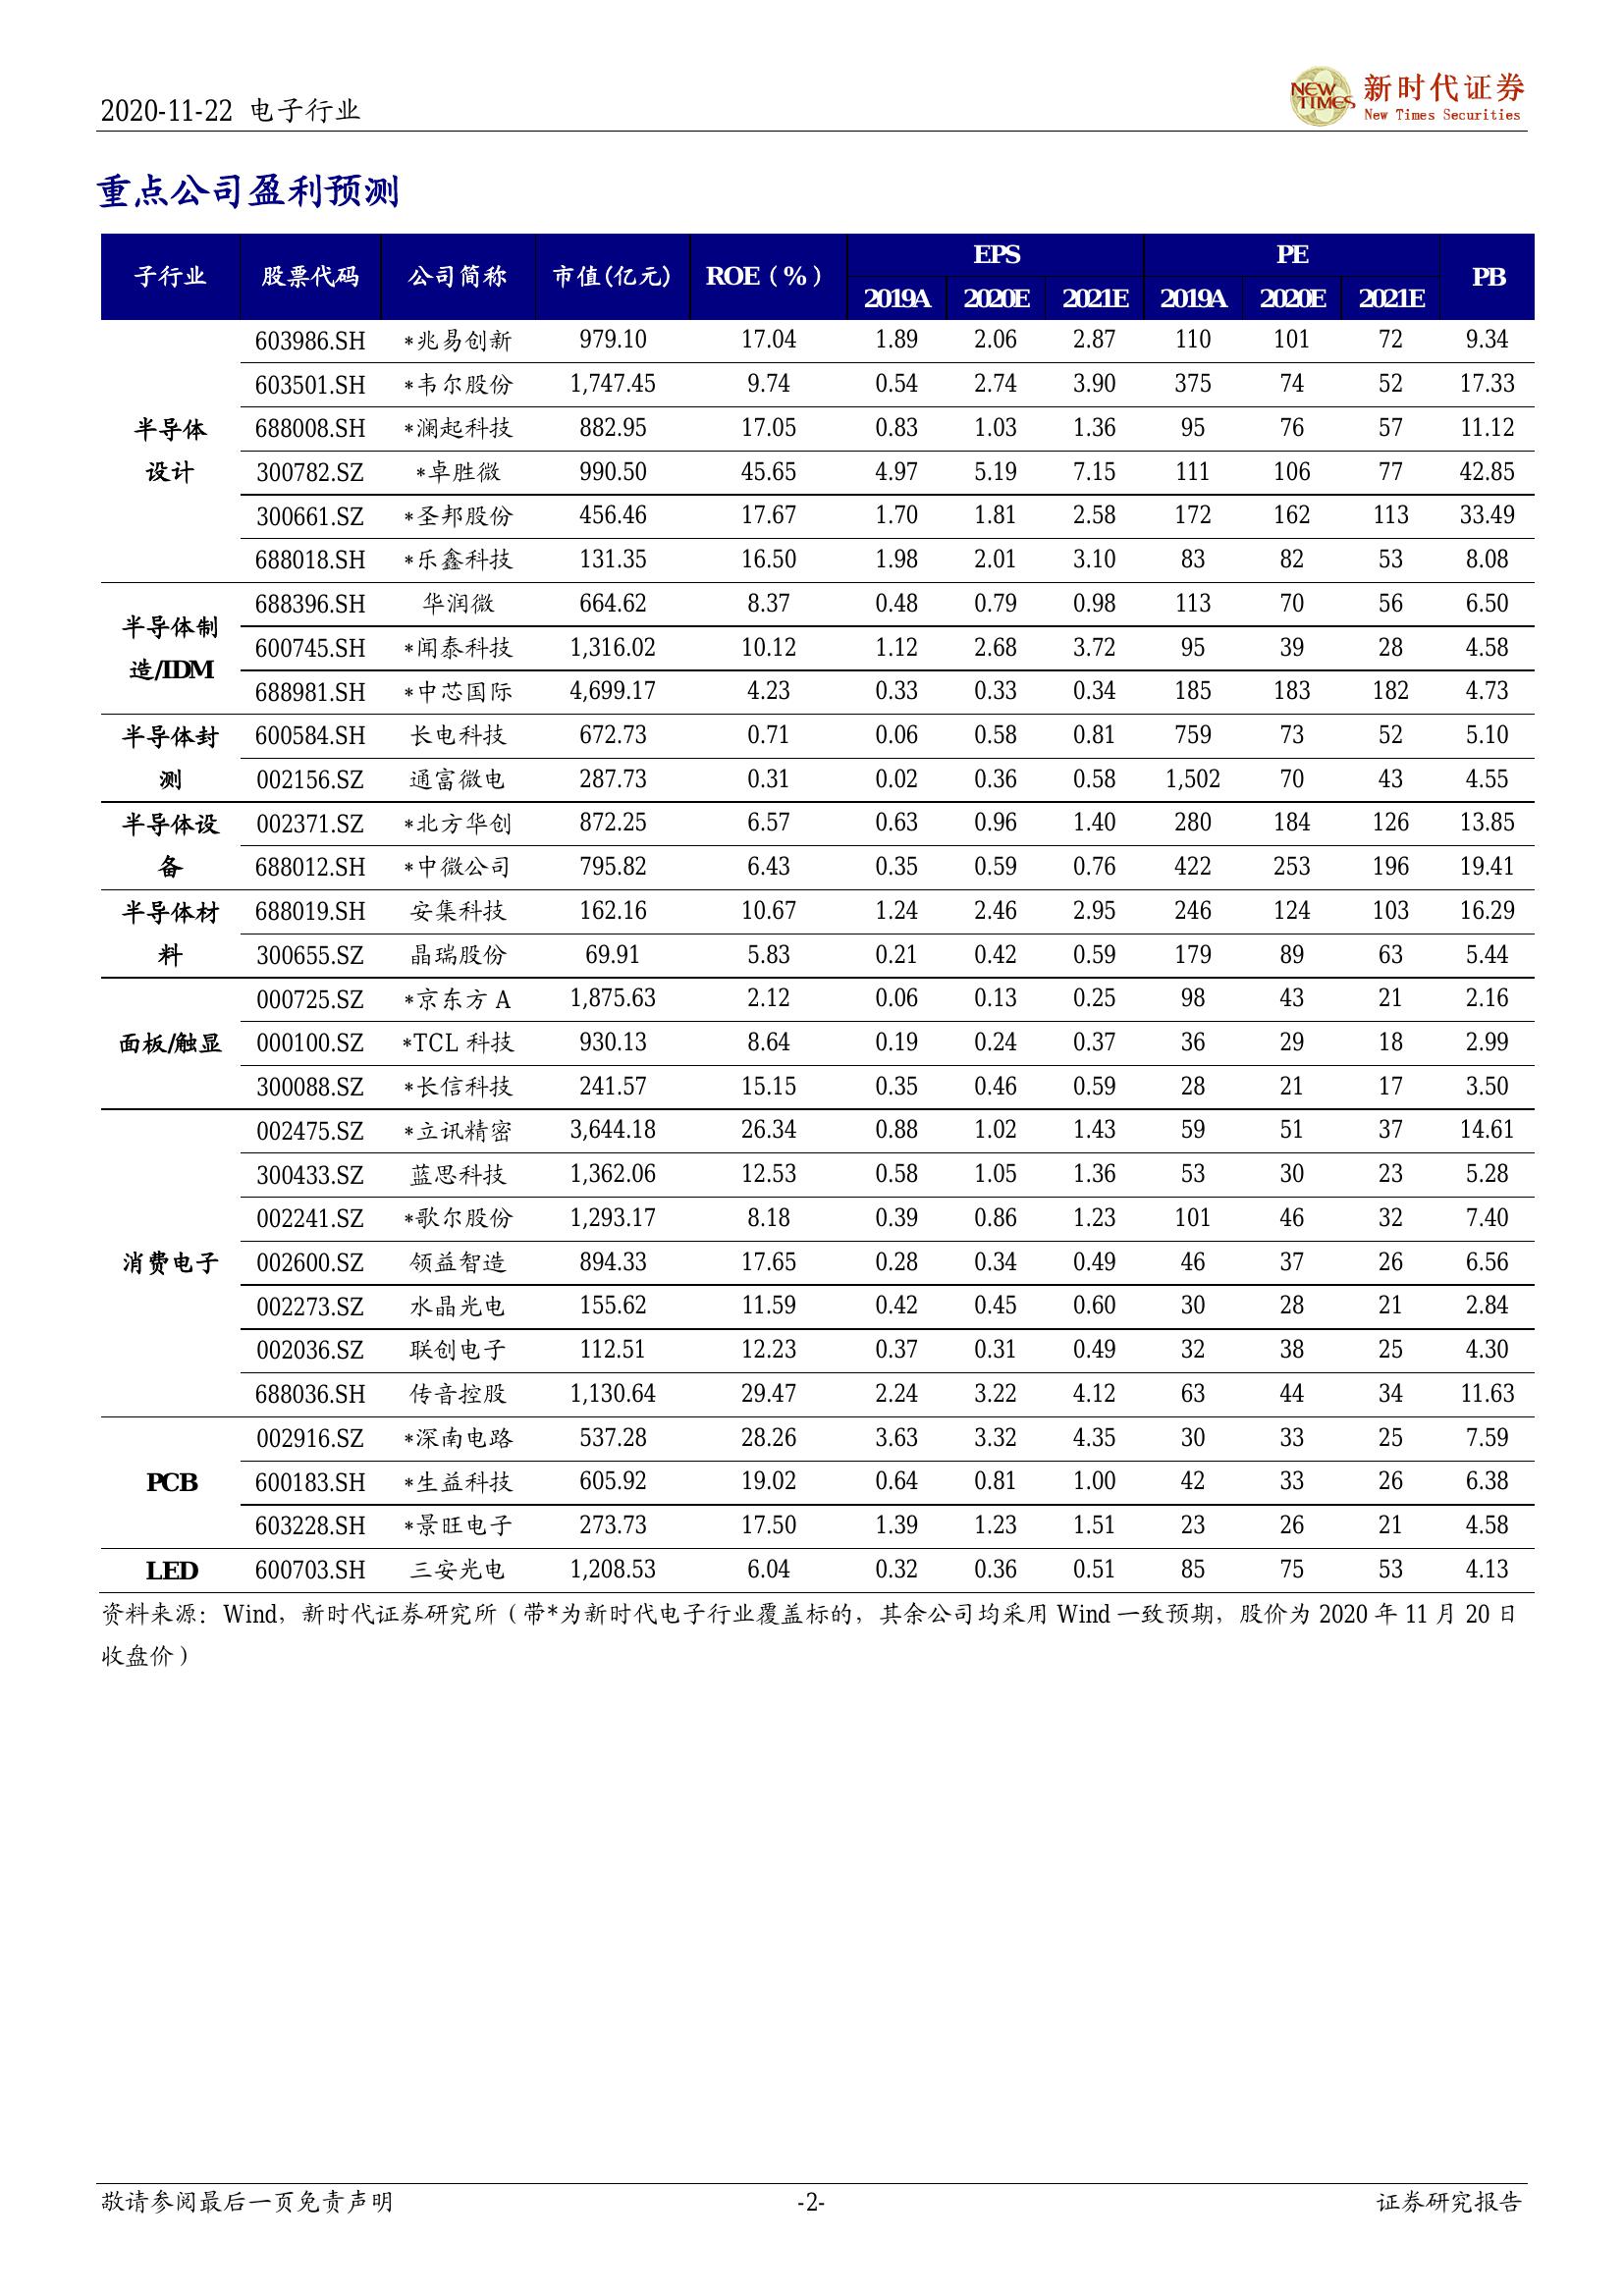 2020-11-22 电子行业
NEW TIMES 新时代证券
New Times Securities
重点公司盈利预测
子行业 股票代码 公司简称 市值(亿元) ROE（%） EPS PE PB
2019A 2020E 2021E 2019A 2020E 2021E
半导体设计 603986.SH *兆易创新 979.10 17.04 1.89 2.06 2.87 110 101 72 9.34
603501.SH *韦尔股份 1,747.45 9.74 0.54 2.74 3.90 375 74 52 17.33
688008.SH *澜起科技 882.95 17.05 0.83 1.03 1.36 95 76 57 11.12
300782.SZ *卓胜微 990.50 45.65 4.97 5.19 7.15 111 106 77 42.85
300661.SZ *圣邦股份 456.46 17.67 1.70 1.81 2.58 172 162 113 33.49
688018.SH *乐鑫科技 131.35 16.50 1.98 2.01 3.10 83 82 53 8.08
半导体制造/IDM 688396.SH 华润微 664.62 8.37 0.48 0.79 0.98 113 70 56 6.50
600745.SH *闻泰科技 1,316.02 10.12 1.12 2.68 3.72 95 39 28 4.58
688981.SH *中芯国际 4,699.17 4.23 0.33 0.33 0.34 185 183 182 4.73
半导体封测 600584.SH 长电科技 672.73 0.71 0.06 0.58 0.81 759 73 52 5.10
002156.SZ 通富微电 287.73 0.31 0.02 0.36 0.58 1,502 70 43 4.55
半导体设备 002371.SZ *北方华创 872.25 6.57 0.63 0.96 1.40 280 184 126 13.85
688012.SH *中微公司 795.82 6.43 0.35 0.59 0.76 422 253 196 19.41
半导体材料 688019.SH 安集科技 162.16 10.67 1.24 2.46 2.95 246 124 103 16.29
300655.SZ 晶瑞股份 69.91 5.83 0.21 0.42 0.59 179 89 63 5.44
面板/触显 000725.SZ *京东方 A 1,875.63 2.12 0.06 0.13 0.25 98 43 21 2.16
000100.SZ *TCL 科技 930.13 8.64 0.19 0.24 0.37 36 29 18 2.99
300088.SZ *长信科技 241.57 15.15 0.35 0.46 0.59 28 21 17 3.50
消费电子 002475.SZ *立讯精密 3,644.18 26.34 0.88 1.02 1.43 59 51 37 14.61
300433.SZ 蓝思科技 1,362.06 12.53 0.58 1.05 1.36 53 30 23 5.28
002241.SZ *歌尔股份 1,293.17 8.18 0.39 0.86 1.23 101 46 32 7.40
002600.SZ 领益智造 894.33 17.65 0.28 0.34 0.49 46 37 26 6.56
002273.SZ 水晶光电 155.62 11.59 0.42 0.45 0.60 30 28 21 2.84
002036.SZ 联创电子 112.51 12.23 0.37 0.31 0.49 32 38 25 4.30
688036.SH 传音控股 1,130.64 29.47 2.24 3.22 4.12 63 44 34 11.63
PCB 002916.SZ *深南电路 537.28 28.26 3.63 3.32 4.35 30 33 25 7.59
600183.SH *生益科技 605.92 19.02 0.64 0.81 1.00 42 33 26 6.38
603228.SH *景旺电子 273.73 17.50 1.39 1.23 1.51 23 26 21 4.58
LED 600703.SH 三安光电 1,208.53 6.04 0.32 0.36 0.51 85 75 53 4.13
资料来源：Wind，新时代证券研究所（带*为新时代电子行业覆盖标的，其余公司均采用 Wind 一致预期，股价为 2020 年 11 月 20 日
收盘价）
敬请参阅最后一页免责声明 -2- 证券研究报告